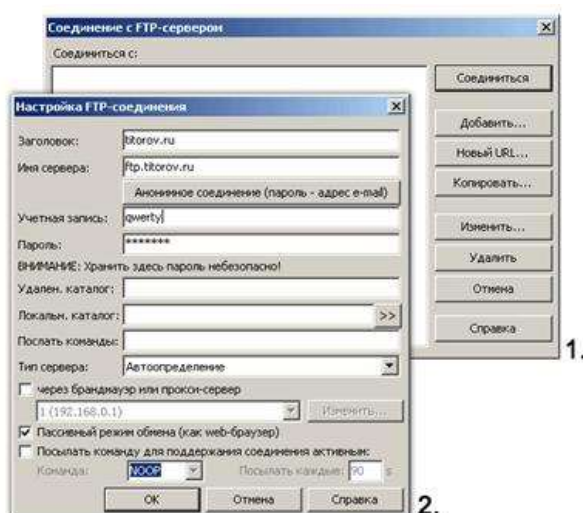 Соединение с FTP-сервером
Соединиться с:
Соединиться
Добавить...
Новый URL...
Копировать...
Изменить...
Удалить
Отмена
Справка
1.
Настройка FTP-соединения
Заголовок: titorov.ru
Имя сервера: ftp.titorov.ru
Анонимное соединение (пароль - адрес e-mail)
Учетная запись: qwerty
Пароль: *******
ВНИМАНИЕ: Хранить здесь пароль небезопасно!
Удален. каталог:
Локальн. каталог: >>
Послать команды:
Тип сервера: Автоопределение
через брандмауэр или прокси-сервер
1 (192.168.0.1) Изменить...
Пассивный режим обмена (как web-браузер)
Посылать команду для поддержания соединения активным:
Команда: NOOP Посылать каждые: 90 s
OK Отмена Справка
2.